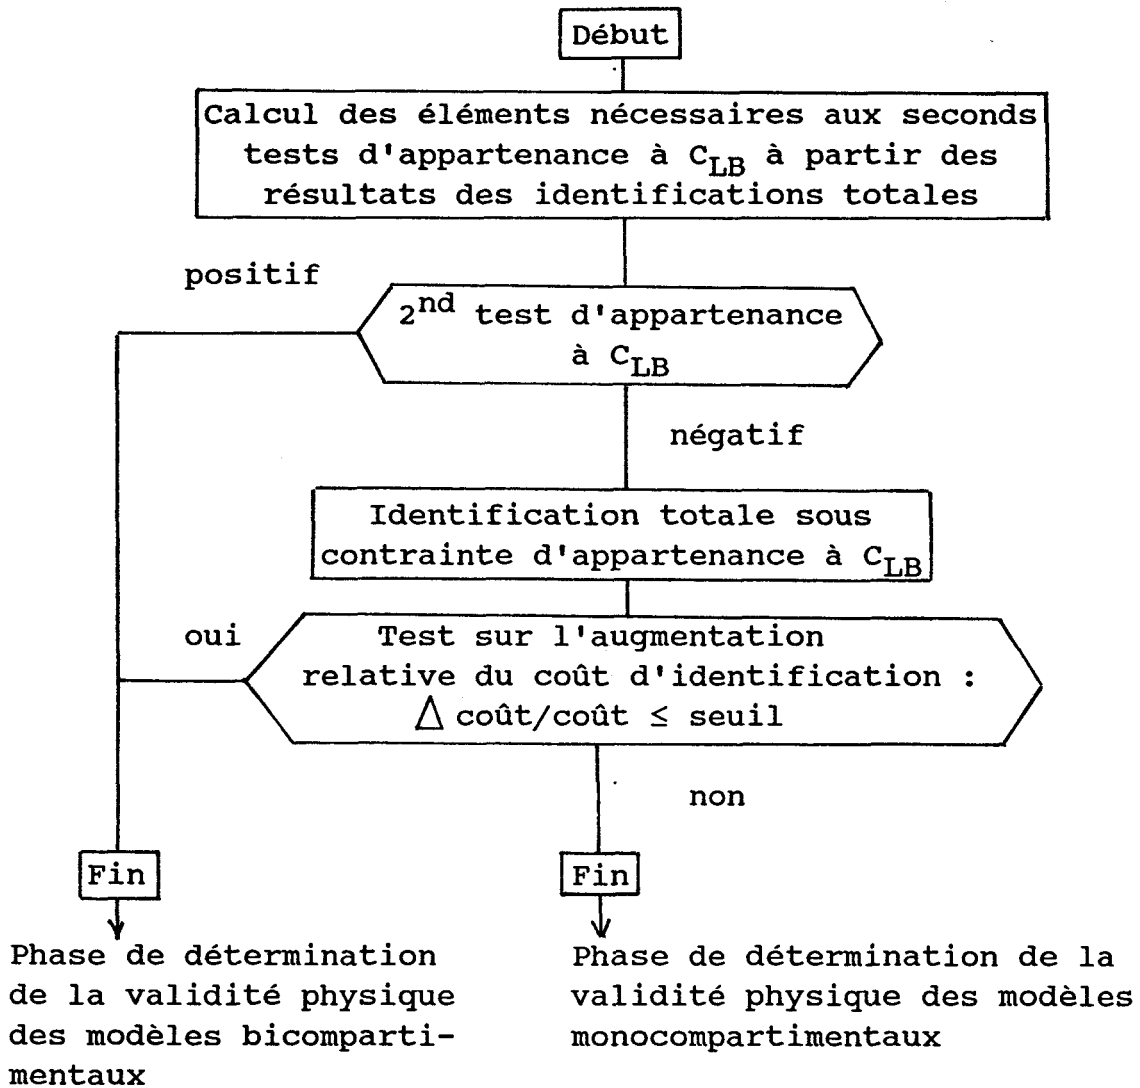 Début
Calcul des éléments nécessaires aux seconds
tests d'appartenance à C_LB à partir des
résultats des identifications totales
positif
2^nd test d'appartenance
à C_LB
négatif
Identification totale sous
contrainte d'appartenance à C_LB
oui
Test sur l'augmentation
relative du coût d'identification :
Δ coût/coût ≤ seuil
non
Fin
Fin
Phase de détermination
de la validité physique
des modèles bicomparti-
mentaux
Phase de détermination de la
validité physique des modèles
monocompartimentaux